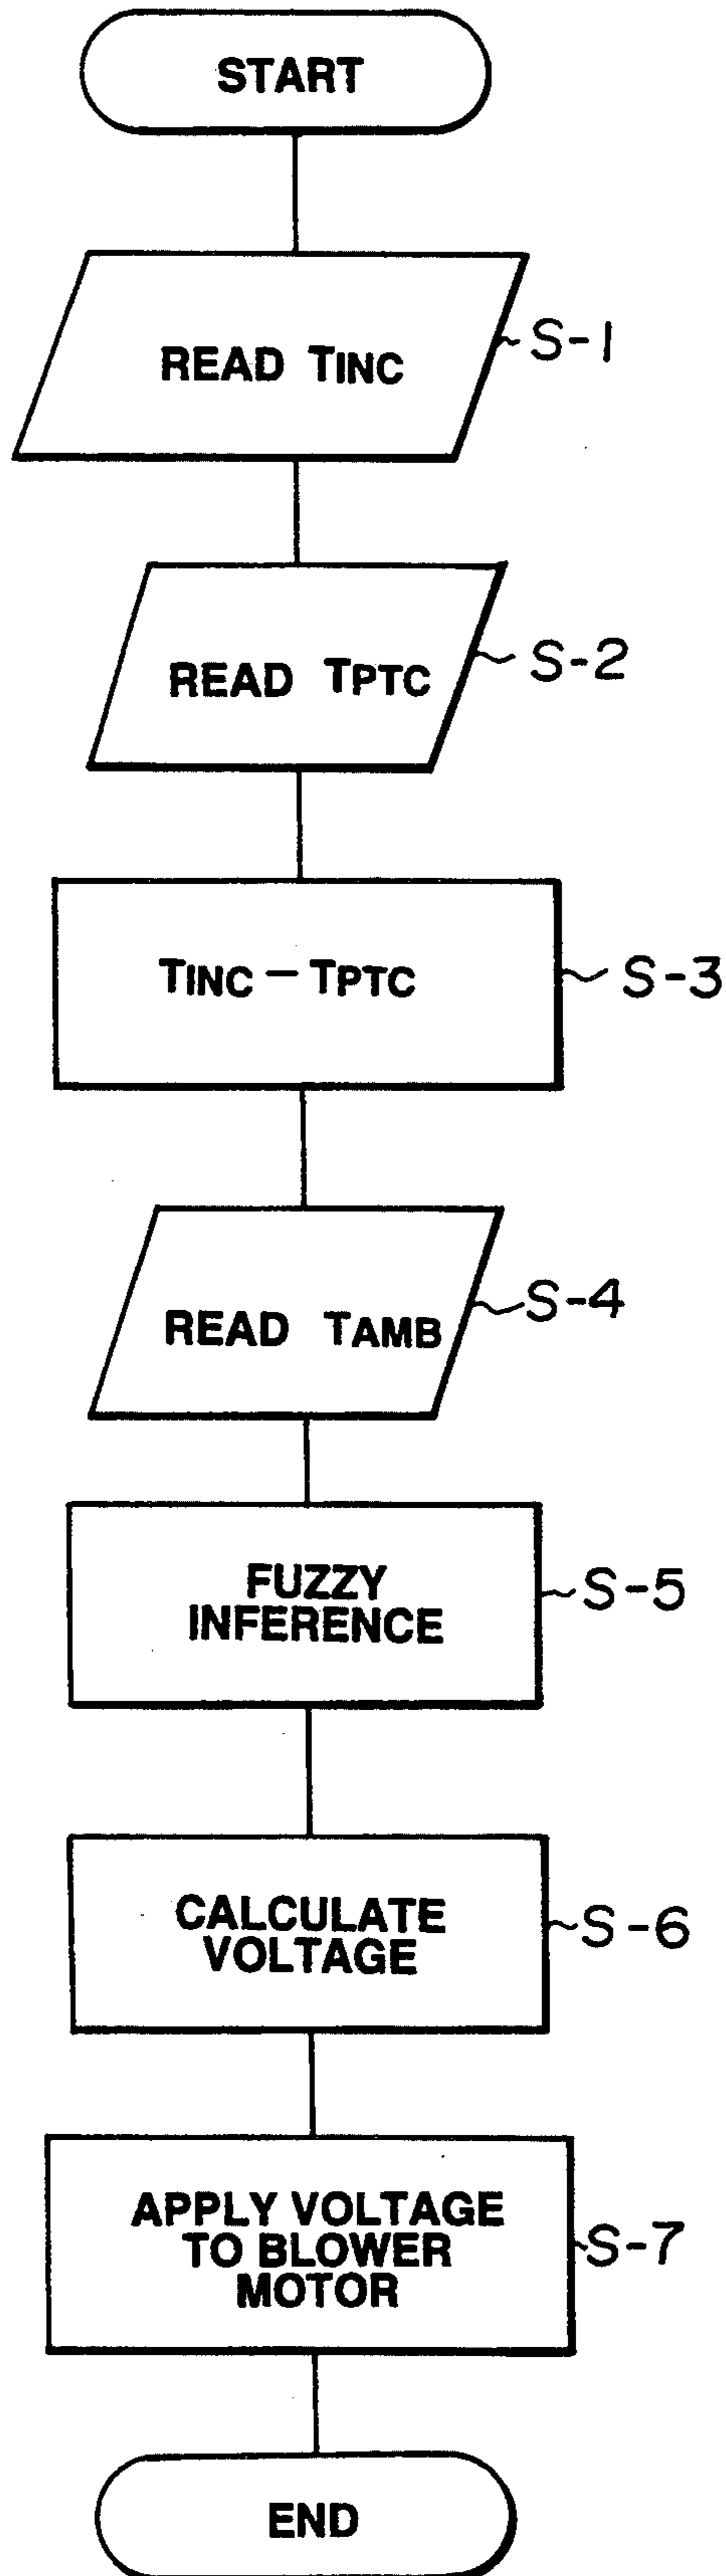 START
READ TINC
S-1
READ TPTC
S-2
TINC - TPTC
S-3
READ TAMB
S-4
FUZZY
INFERENCE
S-5
CALCULATE
VOLTAGE
S-6
APPLY VOLTAGE
TO BLOWER
MOTOR
S-7
END